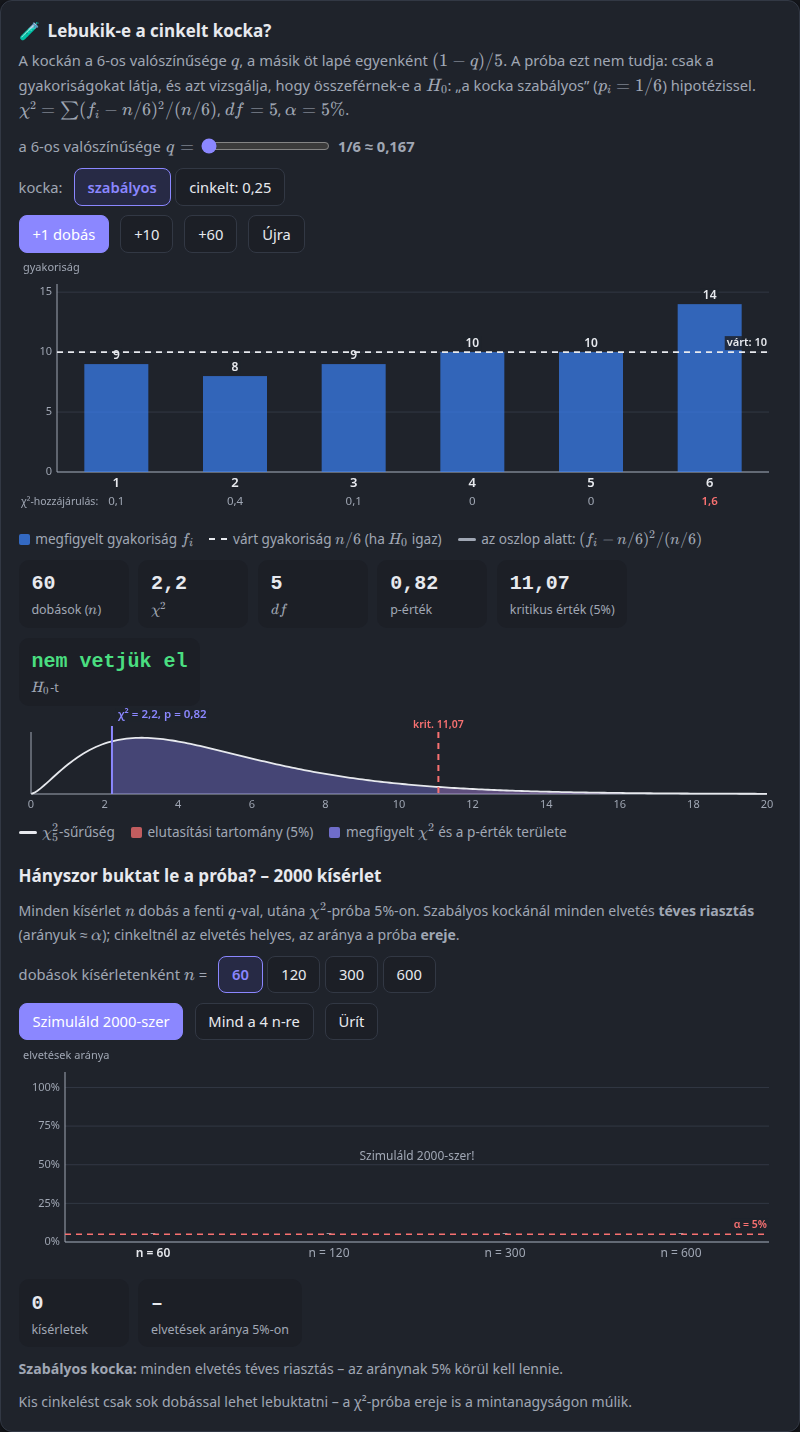 🧪 Lebukik-e a cinkelt kocka?
A kockán a 6-os valószínűsége q, a másik öt lapé egyenként (1 − q)/5. A próba ezt nem tudja: csak a
gyakoriságokat látja, és azt vizsgálja, hogy összeférnek-e a H₀: „a kocka szabályos” (pᵢ = 1/6) hipotézissel.
χ² = ∑(fᵢ − n/6)²/(n/6), df = 5, α = 5%.
a 6-os valószínűsége q = 1/6 ≈ 0,167
kocka: szabályos cinkelt: 0,25
+1 dobás +10 +60 Újra
gyakoriság
15
10
5
0
9 8 9 10 10 14
várt: 10
1 2 3 4 5 6
χ²-hozzájárulás: 0,1 0,4 0,1 0 0 1,6
megfigyelt gyakoriság fᵢ várt gyakoriság n/6 (ha H₀ igaz) az oszlop alatt: (fᵢ − n/6)²/(n/6)
60 2,2 5 0,82 11,07
dobások (n) χ² df p-érték kritikus érték (5%)
nem vetjük el
H₀-t
χ² = 2,2, p = 0,82
krit. 11,07
0 2 4 6 8 10 12 14 16 18 20
χ²₅-sűrűség elutasítási tartomány (5%) megfigyelt χ² és a p-érték területe
Hányszor buktat le a próba? – 2000 kísérlet
Minden kísérlet n dobás a fenti q-val, utána χ²-próba 5%-on. Szabályos kockánál minden elvetés téves riasztás
(arányuk ≈ α); cinkeltnél az elvetés helyes, az aránya a próba ereje.
dobások kísérletenként n = 60 120 300 600
Szimuláld 2000-szer Mind a 4 n-re Ürít
elvetések aránya
100%
75%
50%
25%
0%
Szimuláld 2000-szer!
α = 5%
n = 60 n = 120 n = 300 n = 600
0 –
kísérletek elvetések aránya 5%-on
Szabályos kocka: minden elvetés téves riasztás – az aránynak 5% körül kell lennie.
Kis cinkelést csak sok dobással lehet lebuktatni – a χ²-próba ereje is a mintanagyságon múlik.